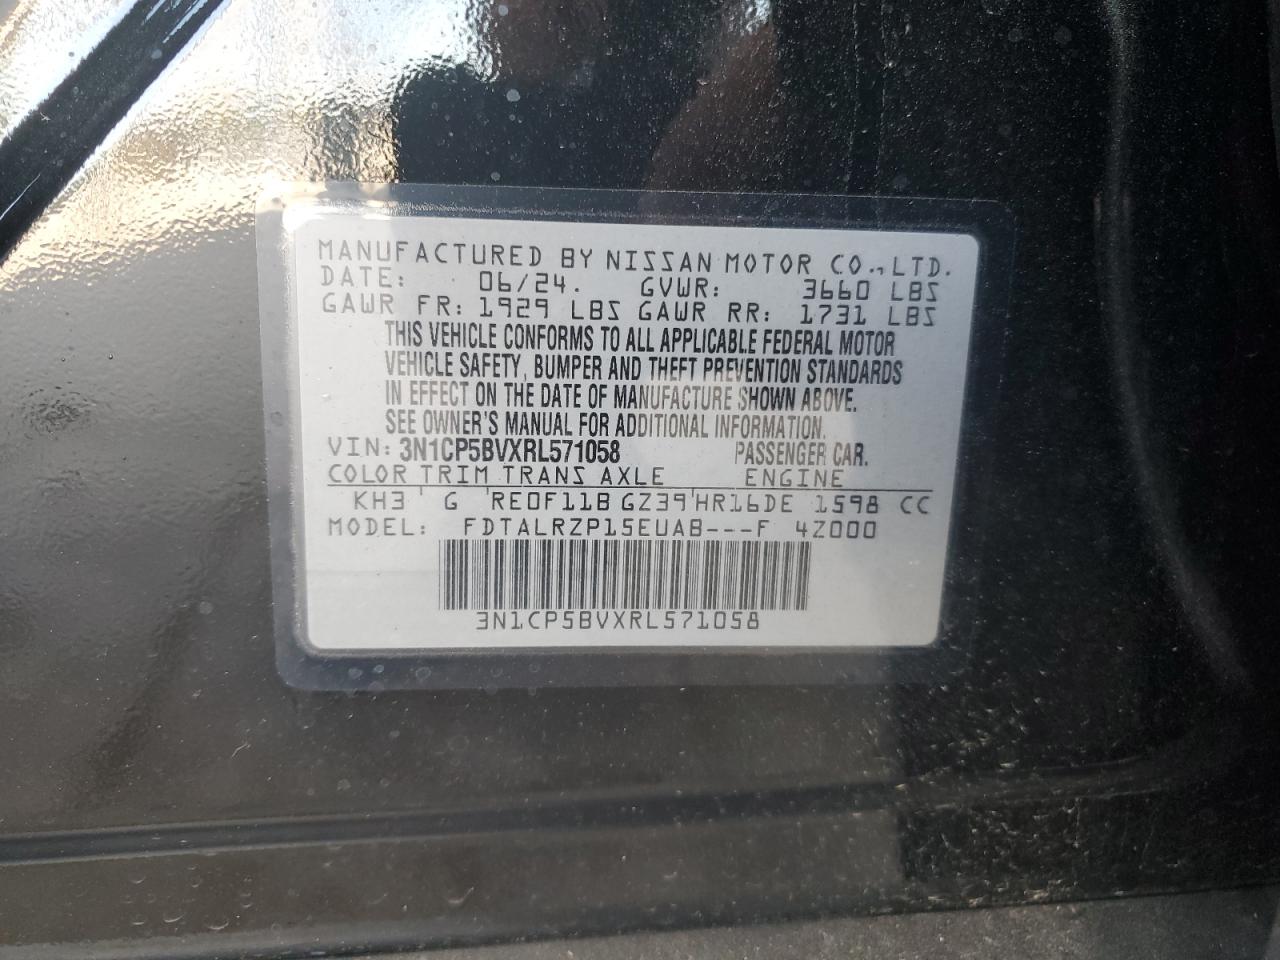 MANUFACTURED BY NISSAN MOTOR CO., LTD.
DATE: 06/24. GVWR: 3660 LBS
GAWR FR: 1929 LBS GAWR RR: 1731 LBS
THIS VEHICLE CONFORMS TO ALL APPLICABLE FEDERAL MOTOR
VEHICLE SAFETY, BUMPER AND THEFT PREVENTION STANDARDS
IN EFFECT ON THE DATE OF MANUFACTURE SHOWN ABOVE.
SEE OWNER'S MANUAL FOR ADDITIONAL INFORMATION.
VIN: 3N1CP5BVXRL571058 PASSENGER CAR.
COLOR TRIM TRANS AXLE ENGINE
KH3 ' G 'RE0F11B GZ39'HR16DE 1598 CC
MODEL: FDTALRZP15EUAB---F 4Z000
3N1CP5BVXRL571058